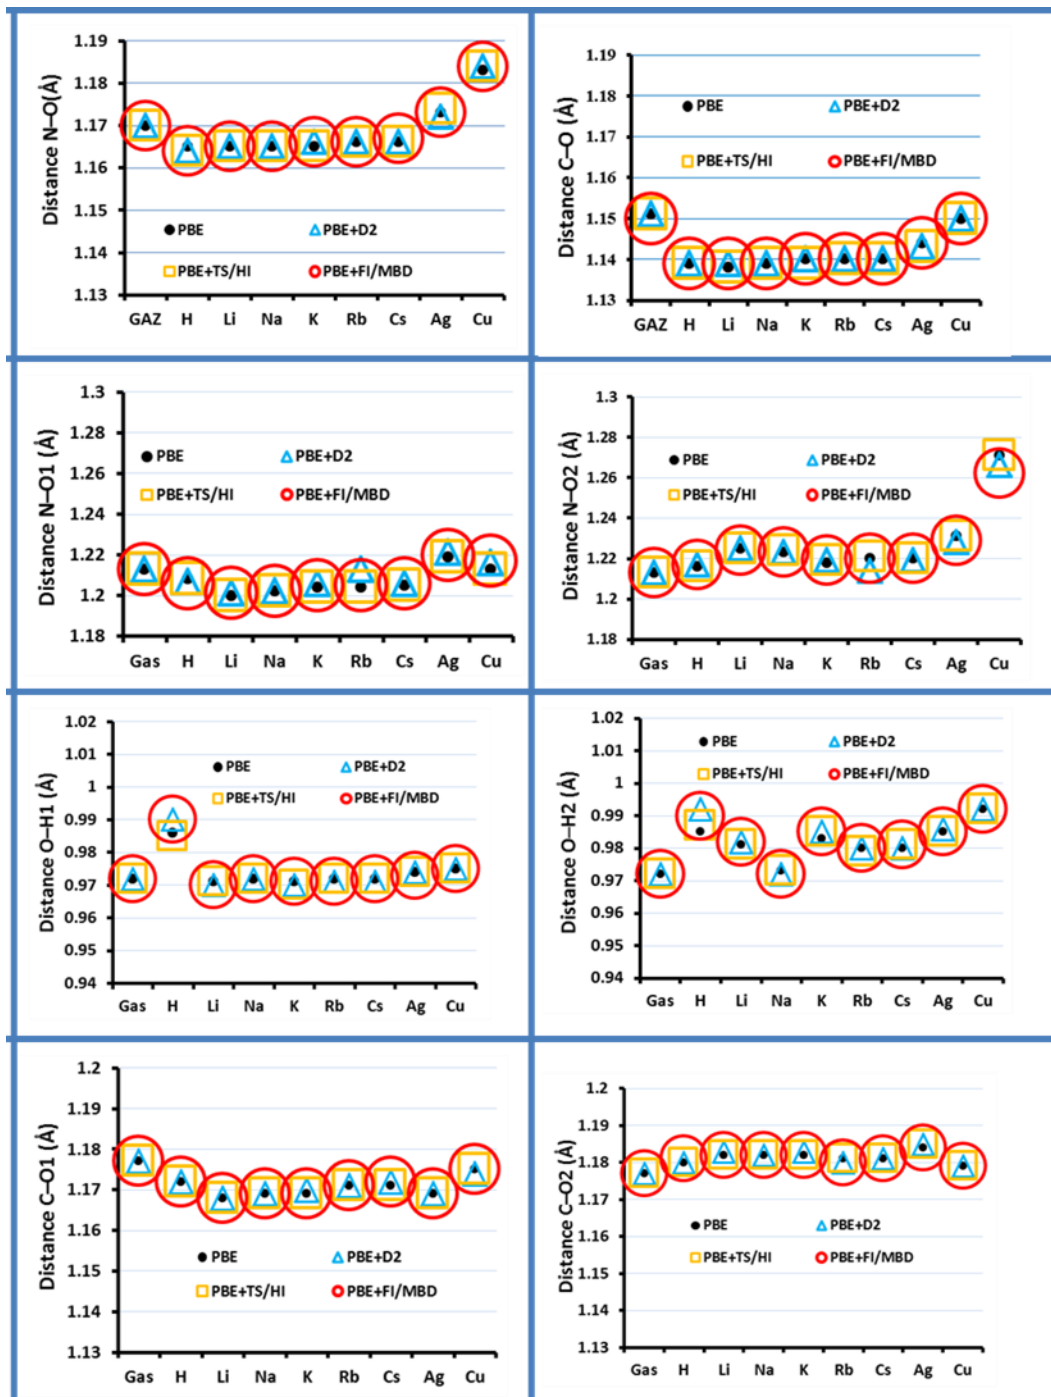 Distance N–O(Å)
1.19
1.18
1.17
1.16
1.15
1.14
1.13
PBE
PBE+D2
PBE+TS/HI
PBE+FI/MBD
GAZ H Li Na K Rb Cs Ag Cu
Distance C–O (Å)
1.19
1.18
1.17
1.16
1.15
1.14
1.13
PBE
PBE+D2
PBE+TS/HI
PBE+FI/MBD
GAZ H Li Na K Rb Cs Ag Cu
Distance N–O1 (Å)
1.3
1.28
1.26
1.24
1.22
1.2
1.18
PBE
PBE+D2
PBE+TS/HI
PBE+FI/MBD
Gas H Li Na K Rb Cs Ag Cu
Distance N–O2 (Å)
1.3
1.28
1.26
1.24
1.22
1.2
1.18
PBE
PBE+D2
PBE+TS/HI
PBE+FI/MBD
Gas H Li Na K Rb Cs Ag Cu
Distance O–H1 (Å)
1.02
1.01
1
0.99
0.98
0.97
0.96
0.95
0.94
PBE
PBE+D2
PBE+TS/HI
PBE+FI/MBD
Gas H Li Na K Rb Cs Ag Cu
Distance O–H2 (Å)
1.02
1.01
1
0.99
0.98
0.97
0.96
0.95
0.94
PBE
PBE+D2
PBE+TS/HI
PBE+FI/MBD
Gas H Li Na K Rb Cs Ag Cu
Distance C–O1 (Å)
1.2
1.19
1.18
1.17
1.16
1.15
1.14
1.13
PBE
PBE+D2
PBE+TS/HI
PBE+FI/MBD
Gas H Li Na K Rb Cs Ag Cu
Distance C–O2 (Å)
1.2
1.19
1.18
1.17
1.16
1.15
1.14
1.13
PBE
PBE+D2
PBE+TS/HI
PBE+FI/MBD
Gas H Li Na K Rb Cs Ag Cu